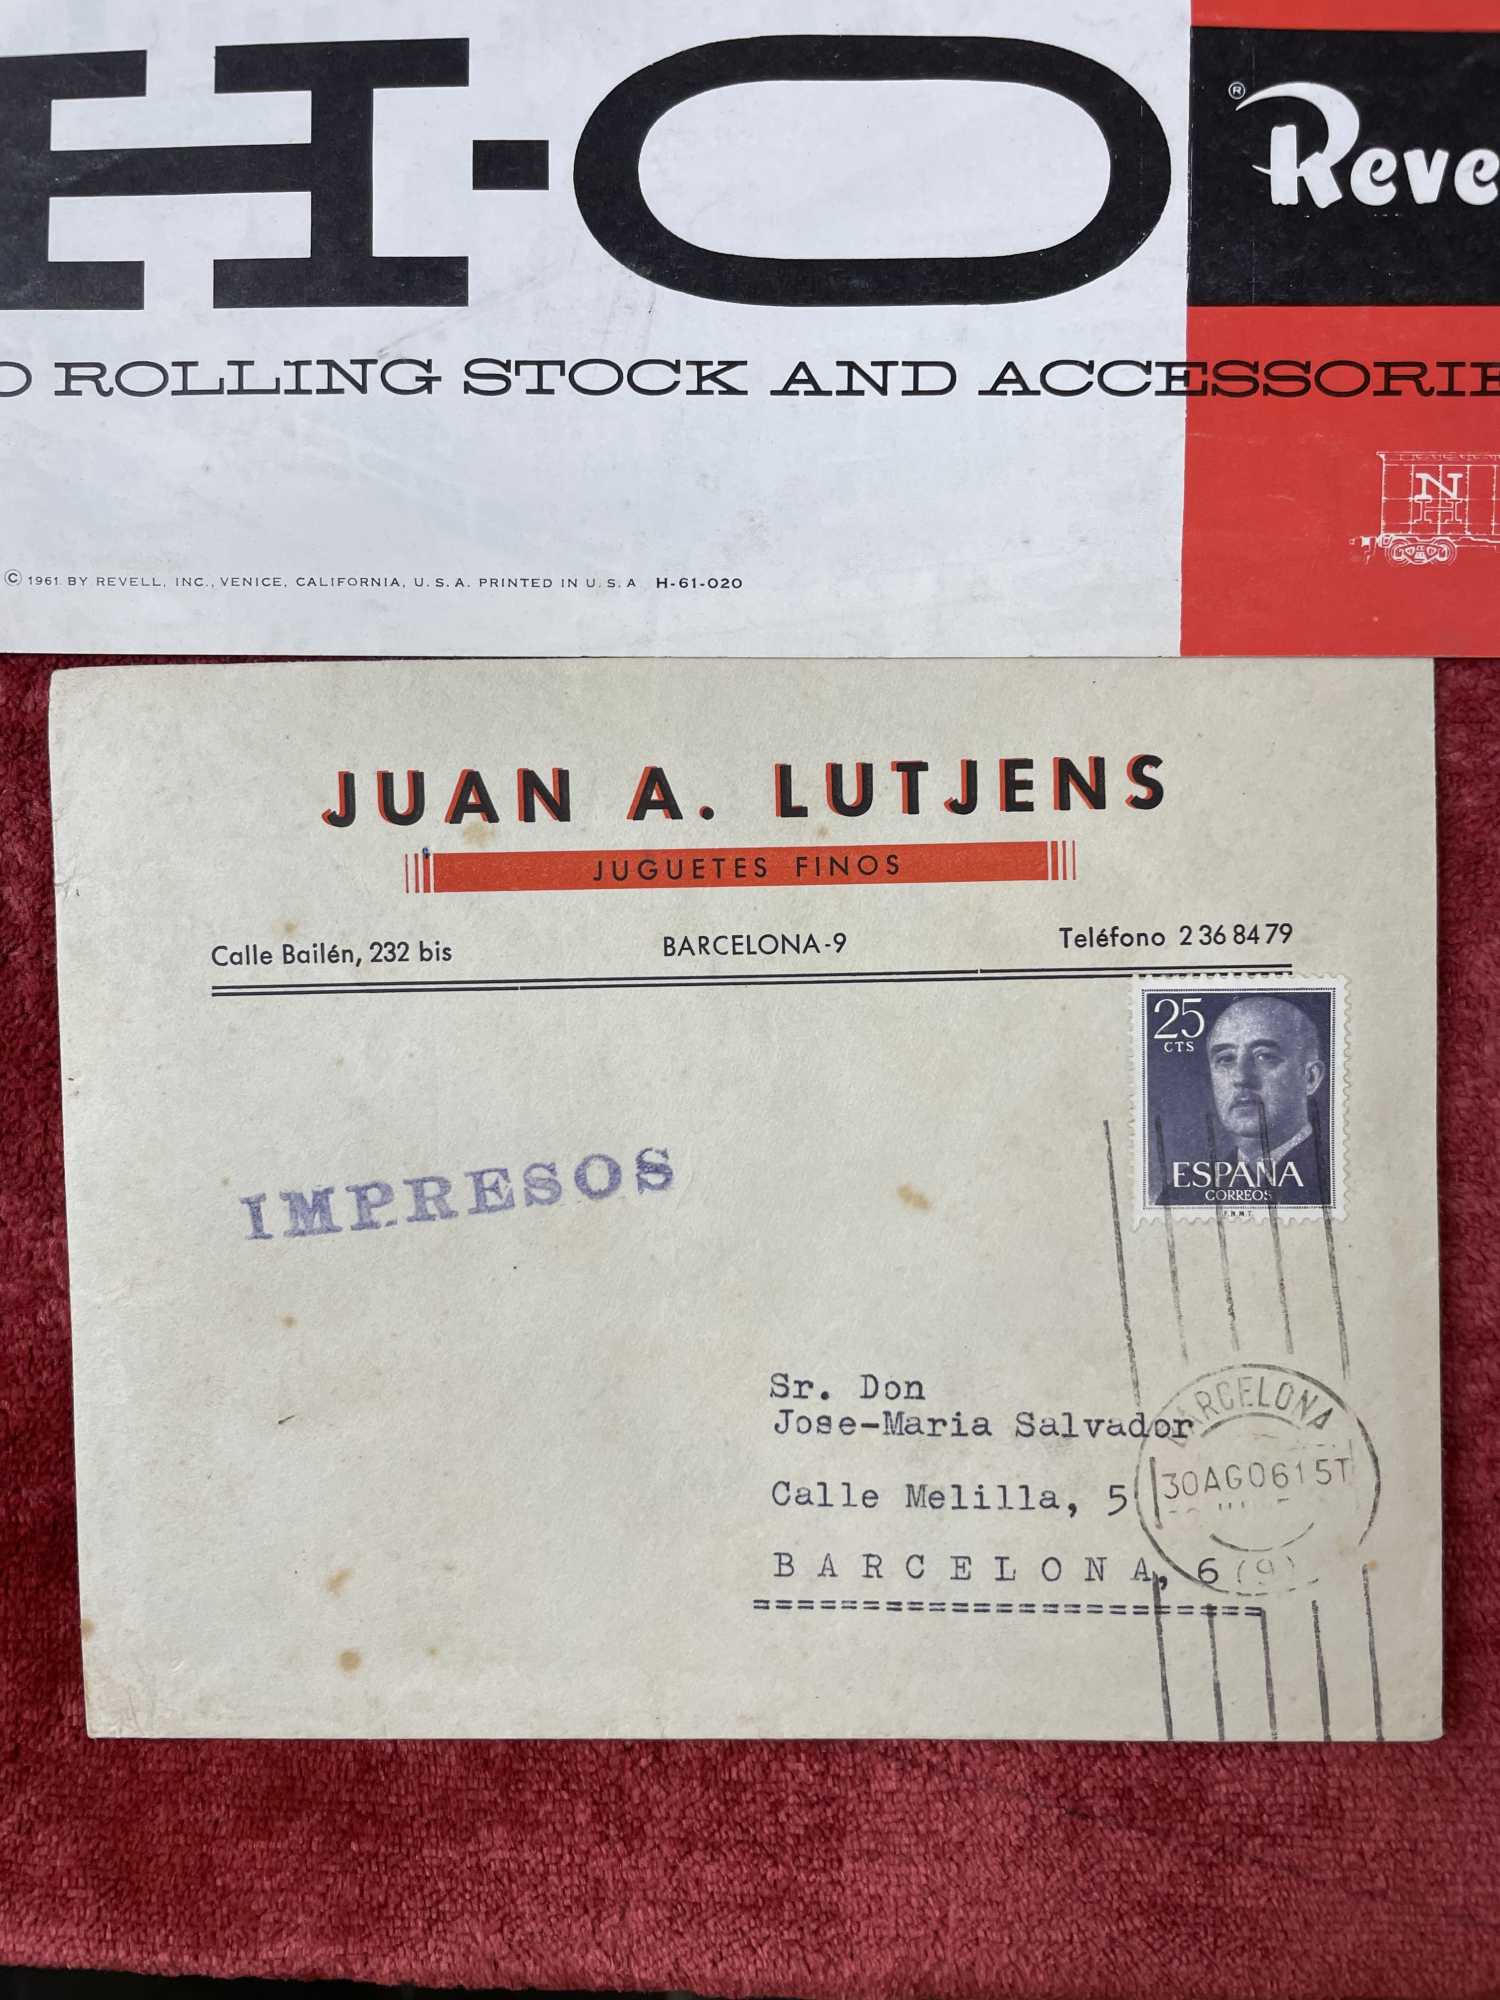 H-O
® Reve
ROLLING STOCK AND ACCESSORIE
N
H
© 1961 BY REVELL, INC., VENICE, CALIFORNIA, U.S.A. PRINTED IN U.S.A H-61-020
JUAN A. LUTJENS
JUGUETES FINOS
Calle Bailén, 232 bis BARCELONA-9 Teléfono 2 36 84 79
25
CTS
ESPAÑA
CORREOS
F.N.M.T.
IMPRESOS
Sr. Don
Jose-Maria Salvador
Calle Melilla, 5
BARCELONA, 6
BARCELONA
30AGO61 5T
(9)